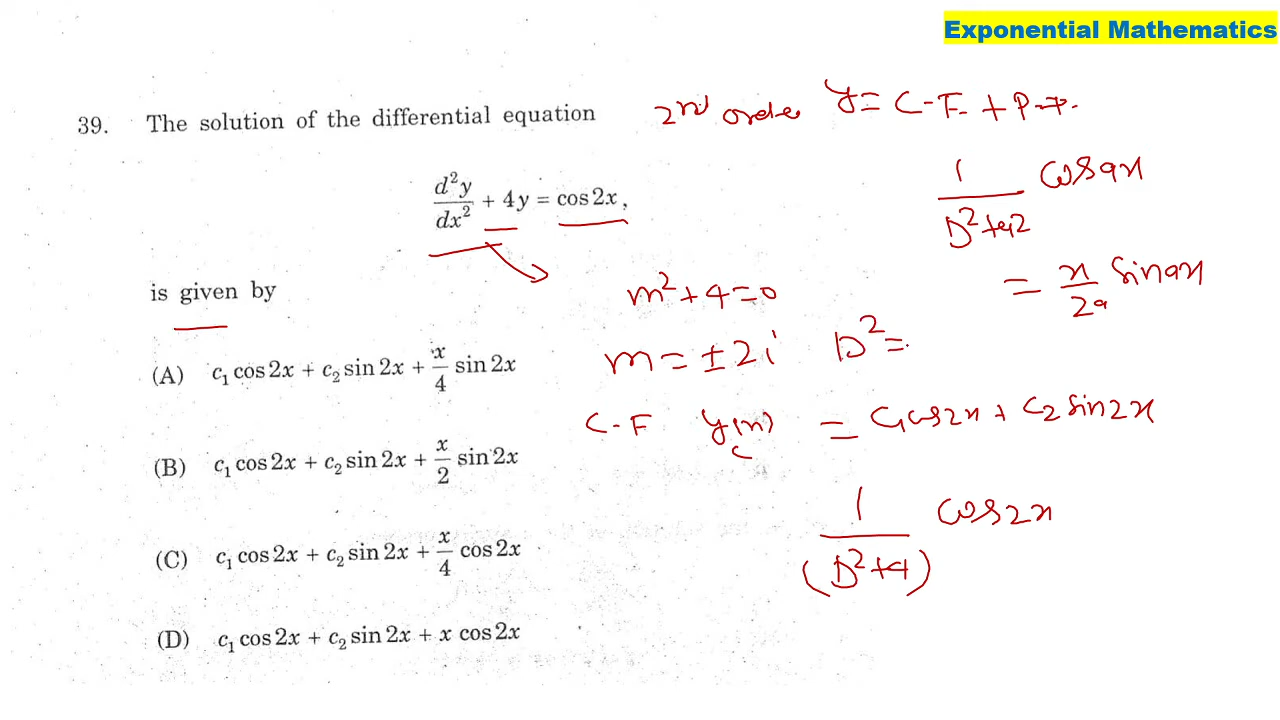 Exponential Mathematics
39. The solution of the differential equation
d²y/dx² + 4y = cos 2x,
is given by
(A) c₁ cos 2x + c₂ sin 2x + x/4 sin 2x
(B) c₁ cos 2x + c₂ sin 2x + x/2 sin 2x
(C) c₁ cos 2x + c₂ sin 2x + x/4 cos 2x
(D) c₁ cos 2x + c₂ sin 2x + x cos 2x
2nd order y = C-F + P-I.
1/(D²+a²) cos ax
= x/2a sin ax
m²+4=0
m = ±2i D² =
C-F y(x) = c₁cos2x + c₂ sin2x
c
1/(D²+4) cos2x